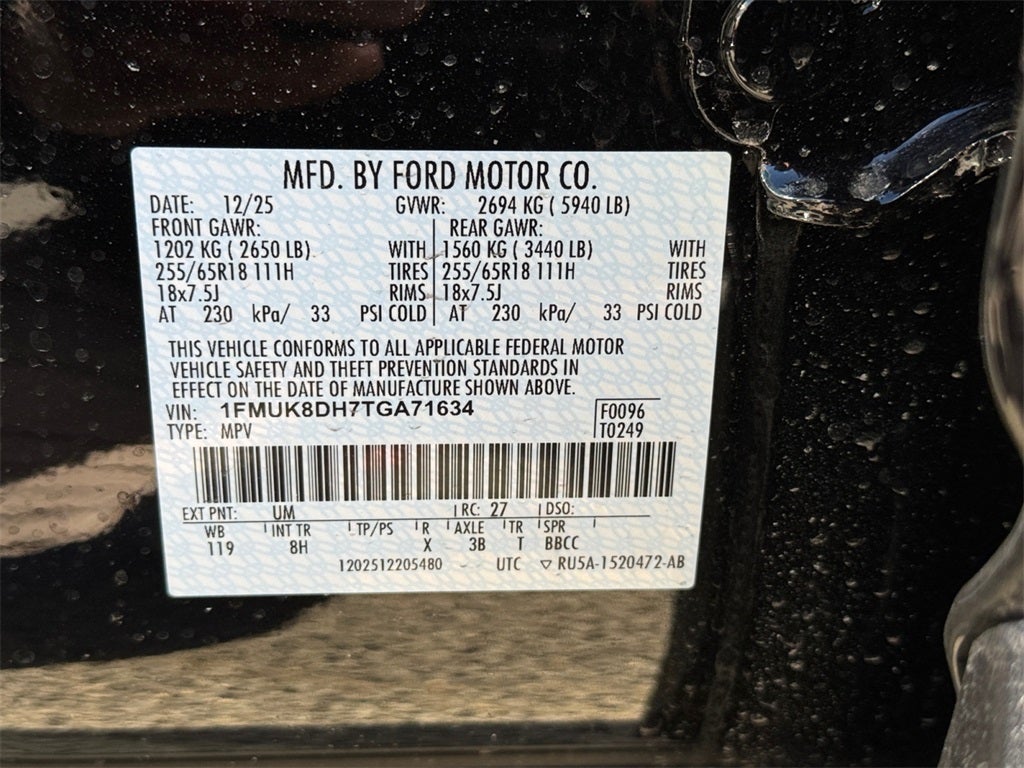 MFD. BY FORD MOTOR CO.
DATE: 12/25 GVWR: 2694 KG ( 5940 LB)
FRONT GAWR: REAR GAWR:
1202 KG ( 2650 LB) WITH 1560 KG ( 3440 LB) WITH
255/65R18 111H TIRES 255/65R18 111H TIRES
18x7.5J RIMS 18x7.5J RIMS
AT 230 kPa/ 33 PSI COLD AT 230 kPa/ 33 PSI COLD
THIS VEHICLE CONFORMS TO ALL APPLICABLE FEDERAL MOTOR
VEHICLE SAFETY AND THEFT PREVENTION STANDARDS IN
EFFECT ON THE DATE OF MANUFACTURE SHOWN ABOVE.
VIN: 1FMUK8DH7TGA71634 F0096
TYPE: MPV T0249
EXT PNT: UM RC: 27 DSO:
WB INT TR TP/PS R AXLE TR SPR
119 8H X 3B T BBCC
1202512205480 UTC ▽ RU5A-1520472-AB